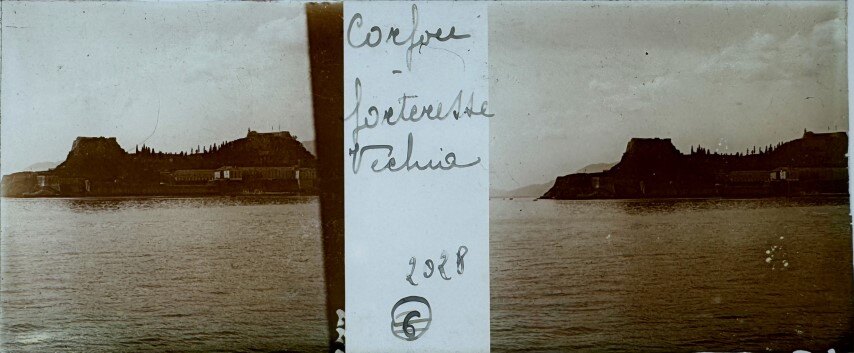 Corfou
-
forteresse
Vechia
2028
6